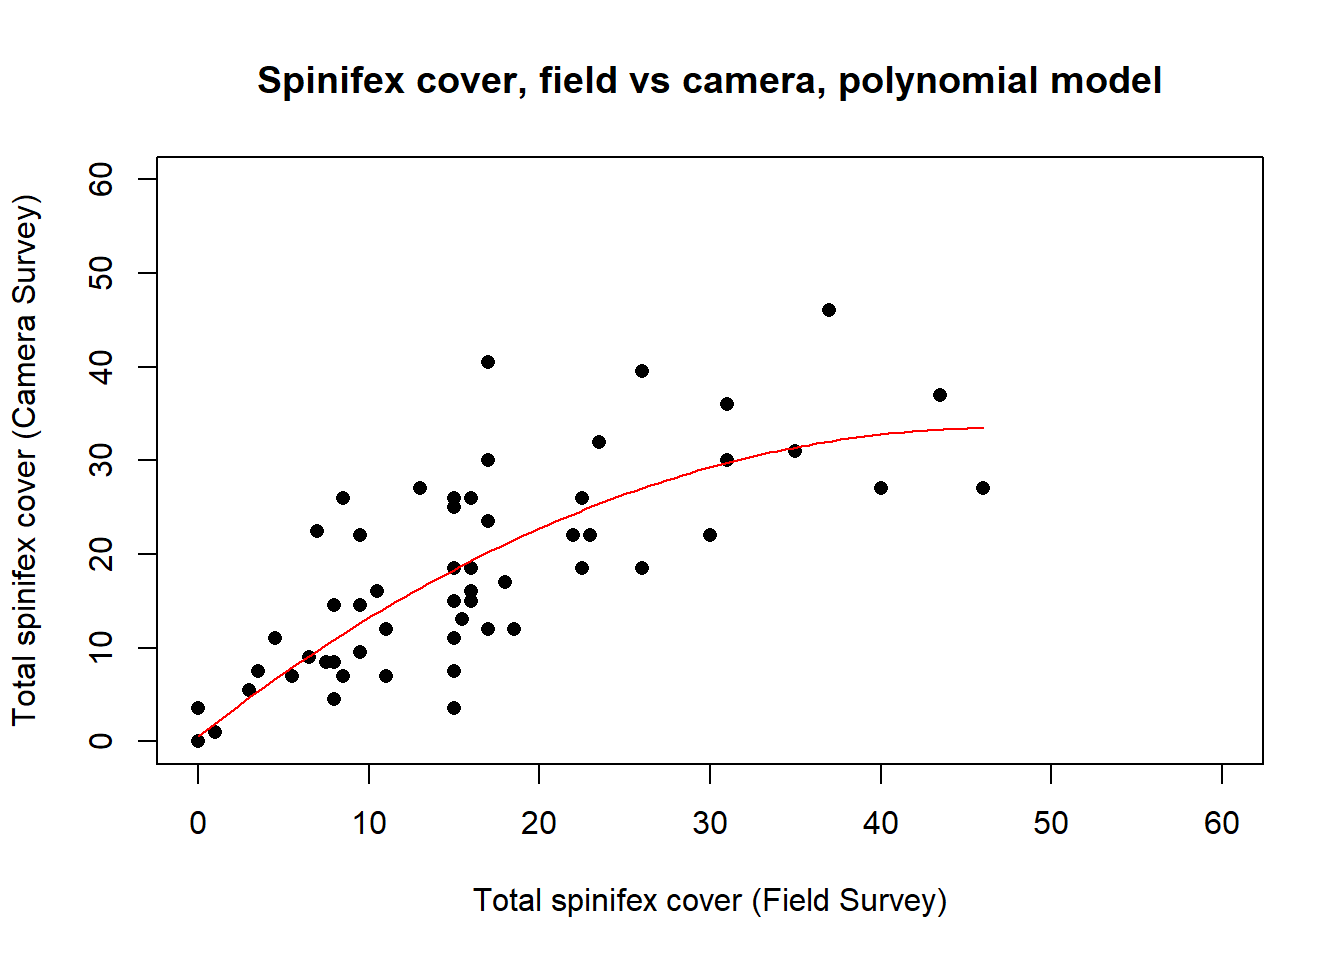 Spinifex cover, field vs camera, polynomial model
Total spinifex cover (Camera Survey)
60
50
40
30
20
10
0
0 10 20 30 40 50 60
Total spinifex cover (Field Survey)